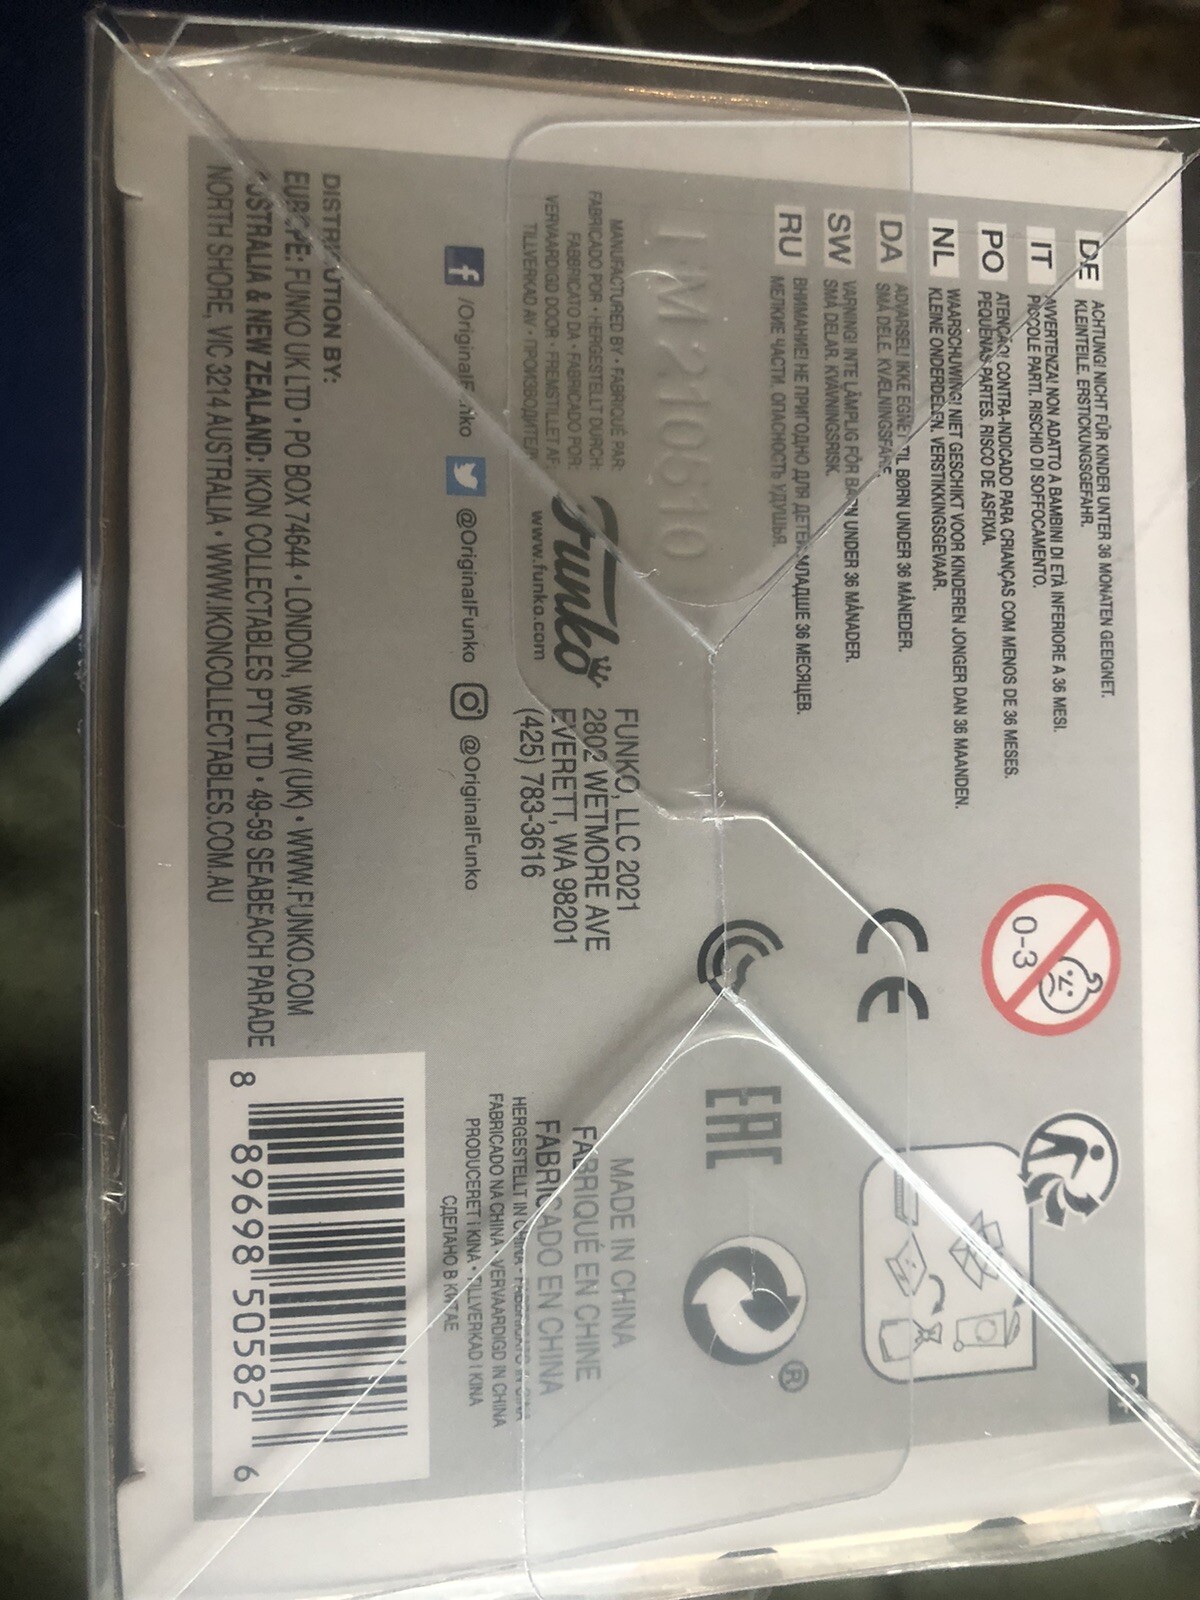 DE ACHTUNG! NICHT FÜR KINDER UNTER 36 MONATEN GEEIGNET.
KLEINTEILE. ERSTICKUNGSGEFAHR.
IT AVVERTENZA! NON ADATTO A BAMBINI DI ETÀ INFERIORE A 36 MESI.
PICCOLE PARTI. RISCHIO DI SOFFOCAMENTO.
PO ATENÇÃO! CONTRA-INDICADO PARA CRIANÇAS COM MENOS DE 36 MESES.
PEQUENAS PARTES. RISCO DE ASFIXIA.
NL WAARSCHUWING! NIET GESCHIKT VOOR KINDEREN JONGER DAN 36 MAANDEN.
KLEINE ONDERDELEN. VERSTIKKINGSGEVAAR.
DA ADVARSEL! IKKE EGNET TIL BØRN UNDER 36 MÅNEDER.
SMÅ DELE. KVÆLNINGSFARE.
SW VARNING! INTE LÄMPLIG FÖR BARN UNDER 36 MÅNADER.
SMÅ DELAR. KVÄVNINGSRISK.
RU ВНИМАНИЕ! НЕ ПРИГОДНО ДЛЯ ДЕТЕЙ МЛАДШЕ 36 МЕСЯЦЕВ.
МЕЛКИЕ ЧАСТИ. ОПАСНОСТЬ УДУШЬЯ.
0-3
CE
EAC
®
210510
MANUFACTURED BY • FABRIQUÉ PAR:
FABRICADO POR • HERGESTELLT DURCH:
FABBRICATO DA • FABRICADO POR:
VERVAARDIGD DOOR • FREMSTILLET AF:
TILLVERKAD AV • ПРОИЗВОДИТЕЛЬ
Funko
www.funko.com
FUNKO, LLC 2021
2802 WETMORE AVE
EVERETT, WA 98201
(425) 783-3616
MADE IN CHINA
FABRIQUÉ EN CHINE
FABRICADO EN CHINA
HERGESTELLT IN CHINA • FABBRICATO IN CINA
FABRICADO NA CHINA • VERVAARDIGD IN CHINA
PRODUCERET I KINA • TILLVERKAD I KINA
СДЕЛАНО В КИТАЕ
/OriginalFunko @OriginalFunko @OriginalFunko
DISTRIBUTION BY:
EUROPE: FUNKO UK LTD • PO BOX 74644 • LONDON, W6 6JW (UK) • WWW.FUNKO.COM
AUSTRALIA & NEW ZEALAND: IKON COLLECTABLES PTY LTD • 49-59 SEABEACH PARADE
NORTH SHORE, VIC 3214 AUSTRALIA • WWW.IKONCOLLECTABLES.COM.AU
8 89698 50582 6